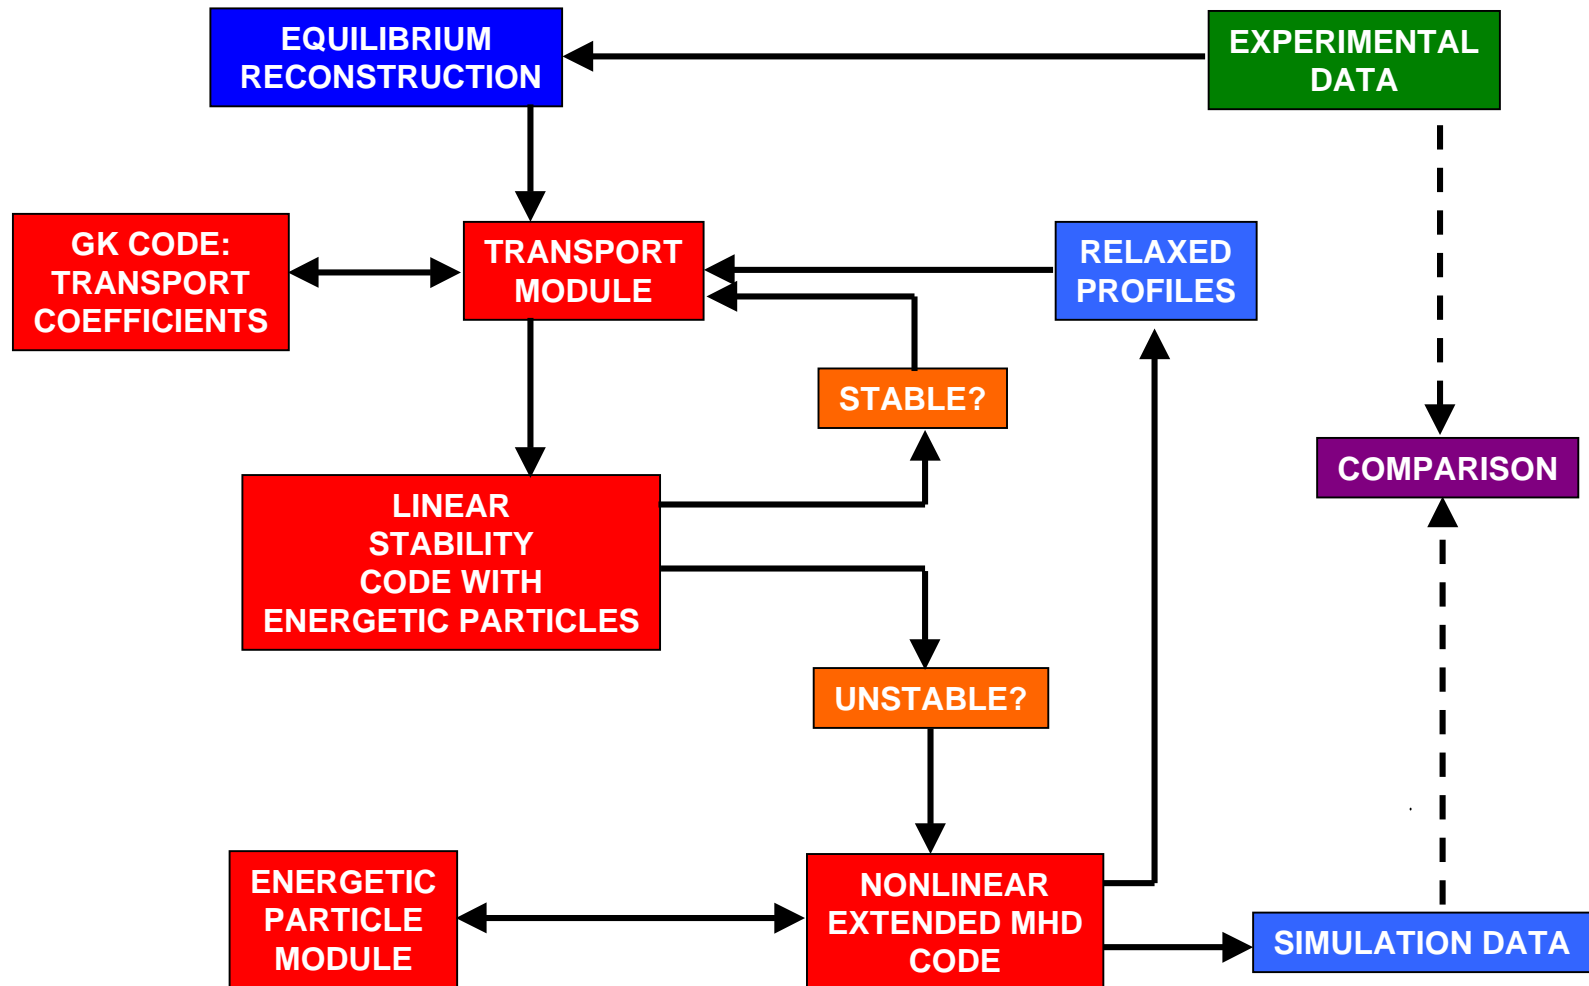 EQUILIBRIUM
RECONSTRUCTION
EXPERIMENTAL
DATA
GK CODE:
TRANSPORT
COEFFICIENTS
TRANSPORT
MODULE
RELAXED
PROFILES
STABLE?
COMPARISON
LINEAR
STABILITY
CODE WITH
ENERGETIC PARTICLES
UNSTABLE?
ENERGETIC
PARTICLE
MODULE
NONLINEAR
EXTENDED MHD
CODE
SIMULATION DATA